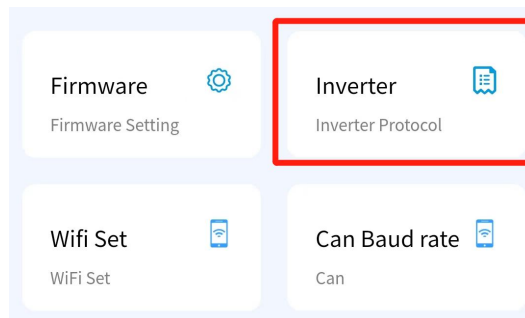 Firmware
Firmware Setting
Inverter
Inverter Protocol
Wifi Set
WiFi Set
Can Baud rate
Can